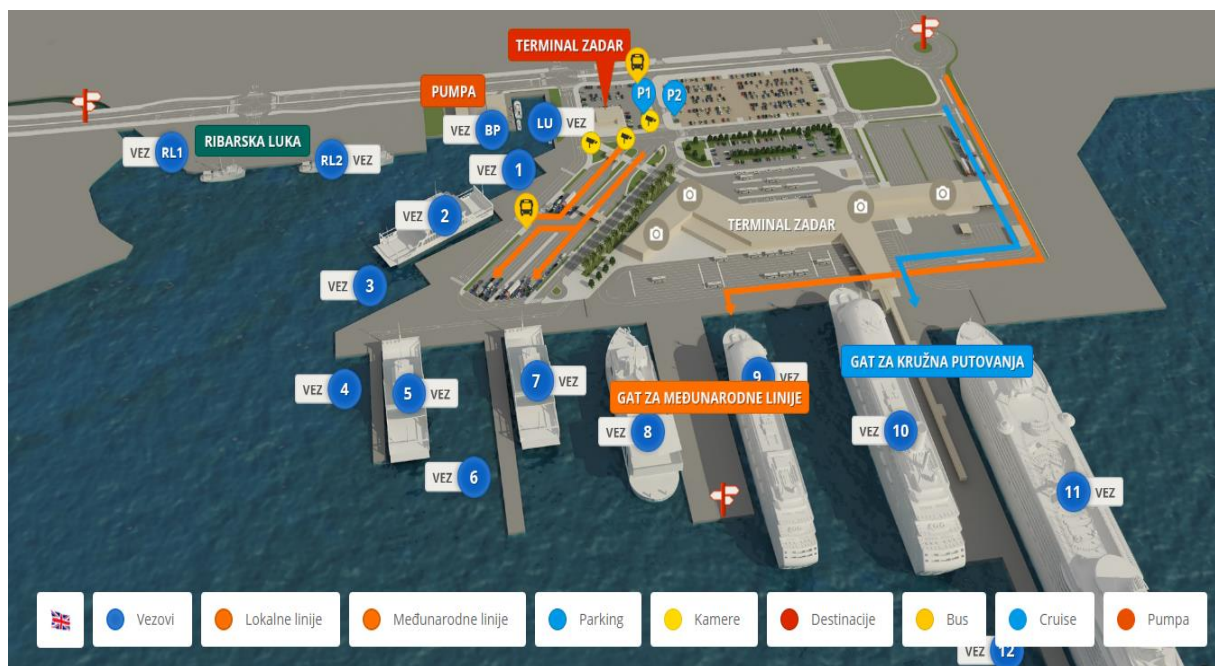 TERMINAL ZADAR
PUMPA
P1
P2
VEZ BP
LU VEZ
RIBARSKA LUKA
VEZ RL1
RL2 VEZ
VEZ 1
VEZ 2
TERMINAL ZADAR
VEZ 3
VEZ 4
5 VEZ
7 VEZ
9 VEZ
GAT ZA KRUŽNA PUTOVANJA
GAT ZA MEĐUNARODNE LINIJE
VEZ 8
VEZ 10
VEZ 6
11 VEZ
Vezovi
Lokalne linije
Međunarodne linije
Parking
Kamere
Destinacije
Bus
Cruise
Pumpa
VEZ 12